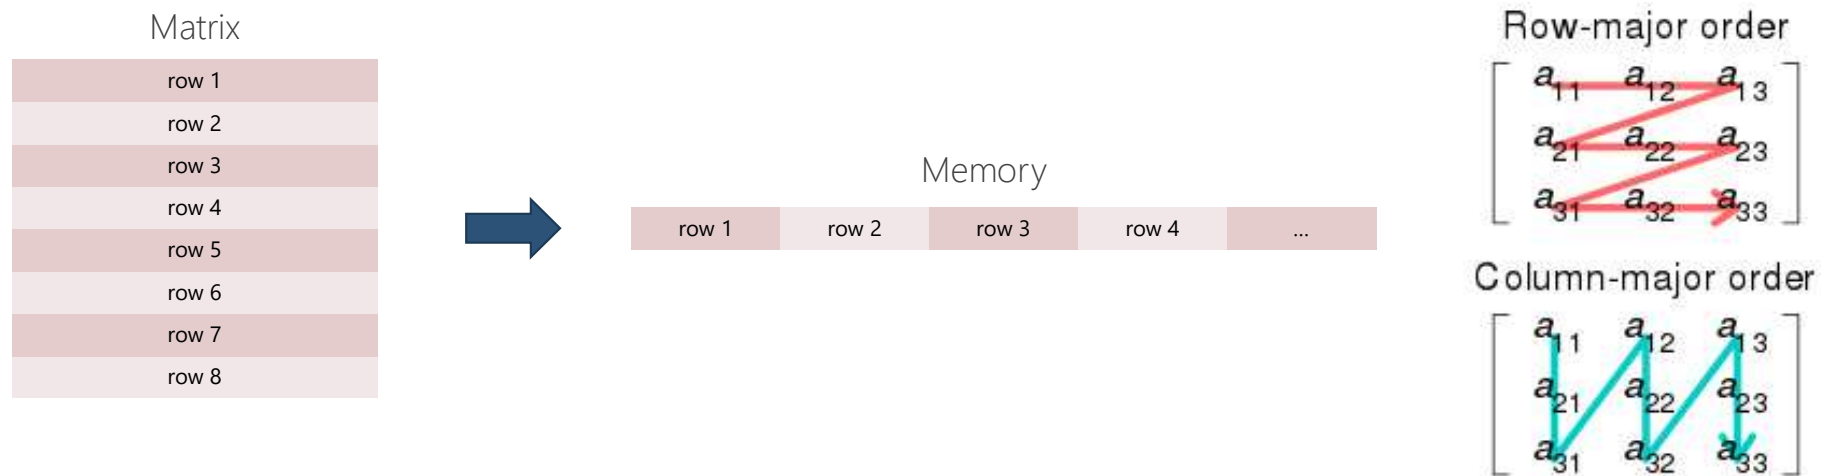 Matrix
row 1
row 2
row 3
row 4
row 5
row 6
row 7
row 8
Memory
row 1 row 2 row 3 row 4 ...
Row-major order
a11 a12 a13
a21 a22 a23
a31 a32 a33
Column-major order
a11 a12 a13
a21 a22 a23
a31 a32 a33